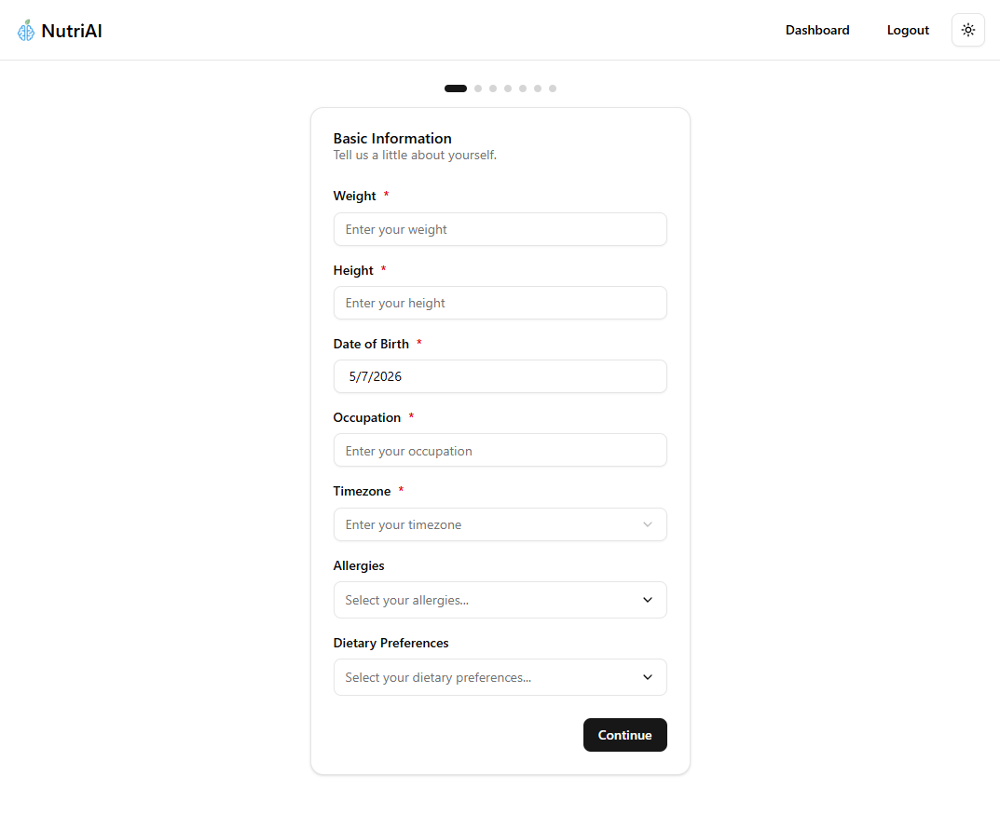 NutriAI
Dashboard
Logout
Basic Information
Tell us a little about yourself.
Weight *
Enter your weight
Height *
Enter your height
Date of Birth *
5/7/2026
Occupation *
Enter your occupation
Timezone *
Enter your timezone
Allergies
Select your allergies...
Dietary Preferences
Select your dietary preferences...
Continue